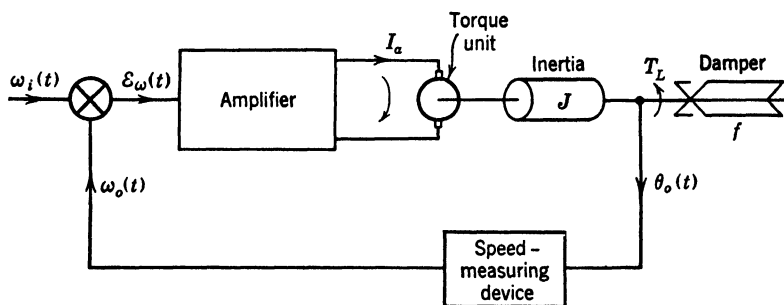 ω_i(t)
ℰ_ω(t)
Amplifier
I_a
Torque
unit
Inertia
J
T_L
Damper
f
ω_o(t)
θ_o(t)
Speed-
measuring
device